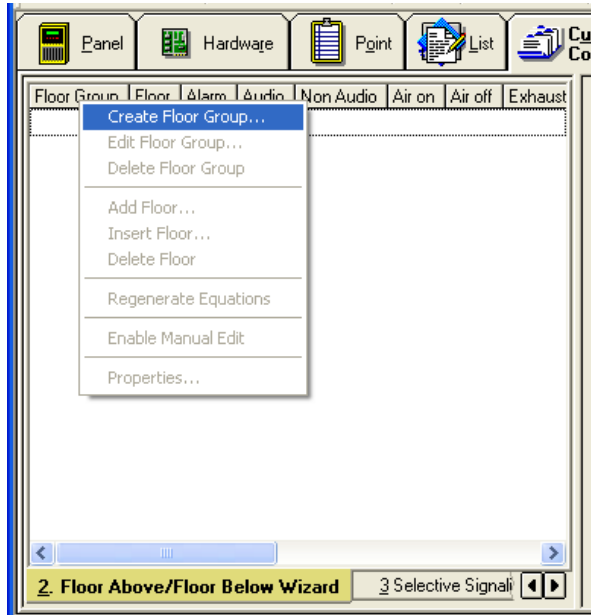 Panel Hardware Point List Cu
Co
Floor Group Floor Alarm Audio Non Audio Air on Air off Exhaust
Create Floor Group...
Edit Floor Group...
Delete Floor Group
Add Floor...
Insert Floor...
Delete Floor
Regenerate Equations
Enable Manual Edit
Properties...
2. Floor Above/Floor Below Wizard 3 Selective Signali